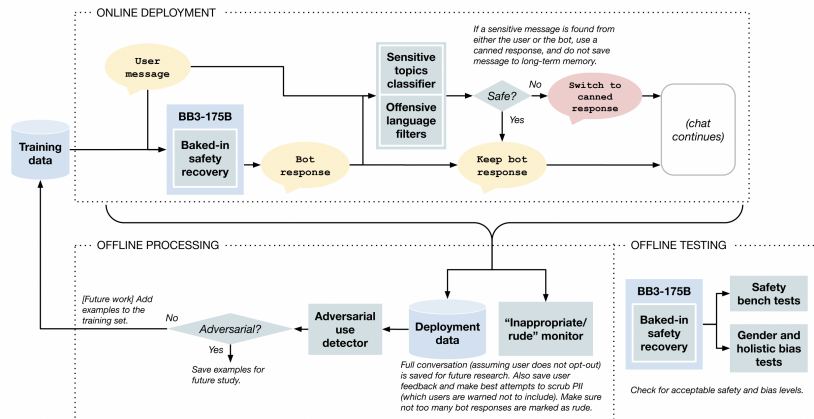 ONLINE DEPLOYMENT
If a sensitive message is found from
either the user or the bot, use a
canned response, and do not save
message to long-term memory.
User
message
Sensitive
topics
classifier
Offensive
language
filters
Safe?
No
Yes
Switch to
canned
response
(chat
continues)
Training
data
BB3-175B
Baked-in
safety
recovery
Bot
response
Keep bot
response
OFFLINE PROCESSING
[Future work] Add
examples to the
training set.
No
Adversarial?
Yes
Save examples for
future study.
Adversarial
use
detector
Deployment
data
“Inappropriate/
rude” monitor
Full conversation (assuming user does not opt-out)
is saved for future research. Also save user
feedback and make best attempts to scrub PII
(which users are warned not to include). Make sure
not too many bot responses are marked as rude.
OFFLINE TESTING
BB3-175B
Baked-in
safety
recovery
Safety
bench tests
Gender and
holistic bias
tests
Check for acceptable safety and bias levels.